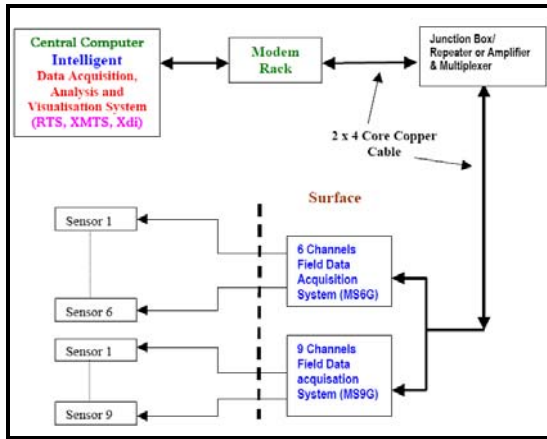 Central Computer
Intelligent
Data Acquisition,
Analysis and
Visualisation System
(RTS, XMTS, Xdi)
Modem
Rack
Junction Box/
Repeater or Amplifier
& Multiplexer
2 x 4 Core Copper
Cable
Surface
Sensor 1
Sensor 6
6 Channels
Field Data
Acquisition
System (MS6G)
Sensor 1
Sensor 9
9 Channels
Field Data
acquisation
System (MS9G)